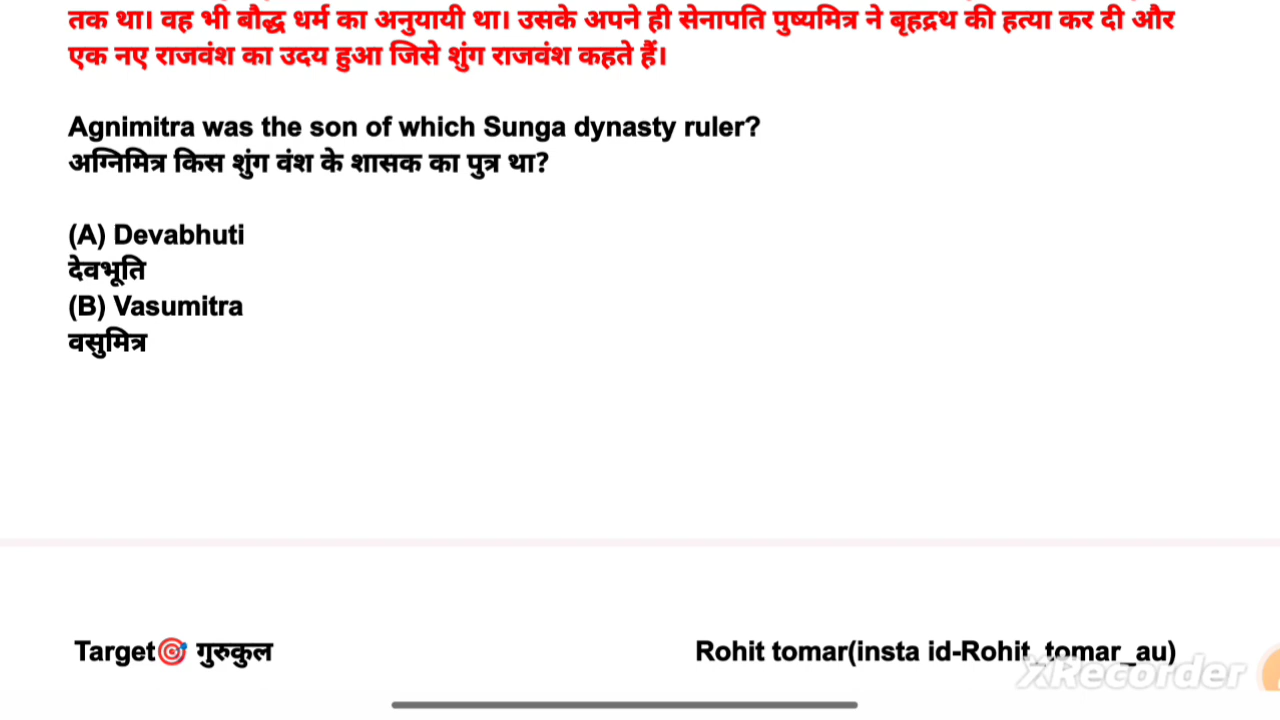 तक था। वह भी बौद्ध धर्म का अनुयायी था। उसके अपने ही सेनापति पुष्यमित्र ने बृहद्रथ की हत्या कर दी और
एक नए राजवंश का उदय हुआ जिसे शुंग राजवंश कहते हैं।
Agnimitra was the son of which Sunga dynasty ruler?
अग्निमित्र किस शुंग वंश के शासक का पुत्र था?
(A) Devabhuti
देवभूति
(B) Vasumitra
वसुमित्र
Target🎯 गुरुकुल
Rohit tomar(insta id-Rohit_tomar_au)
XRecorder